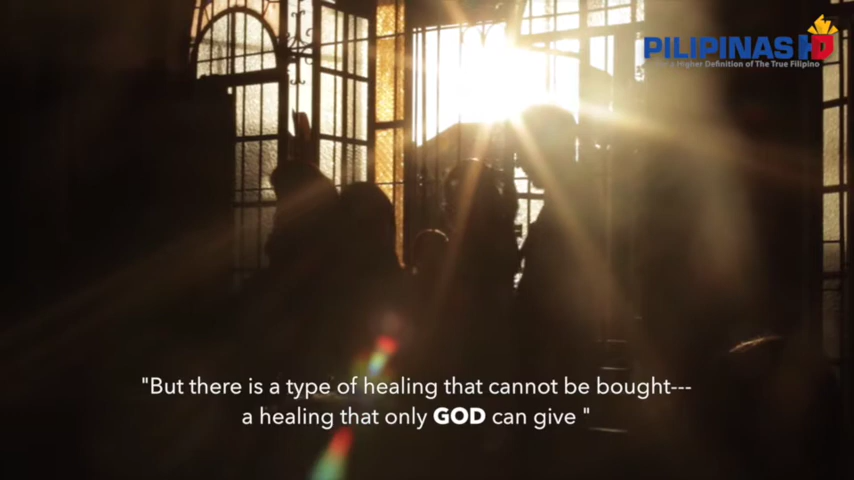 PILIPINAS HD
Higher Definition of The True Filipino
"But there is a type of healing that cannot be bought---
a healing that only GOD can give "